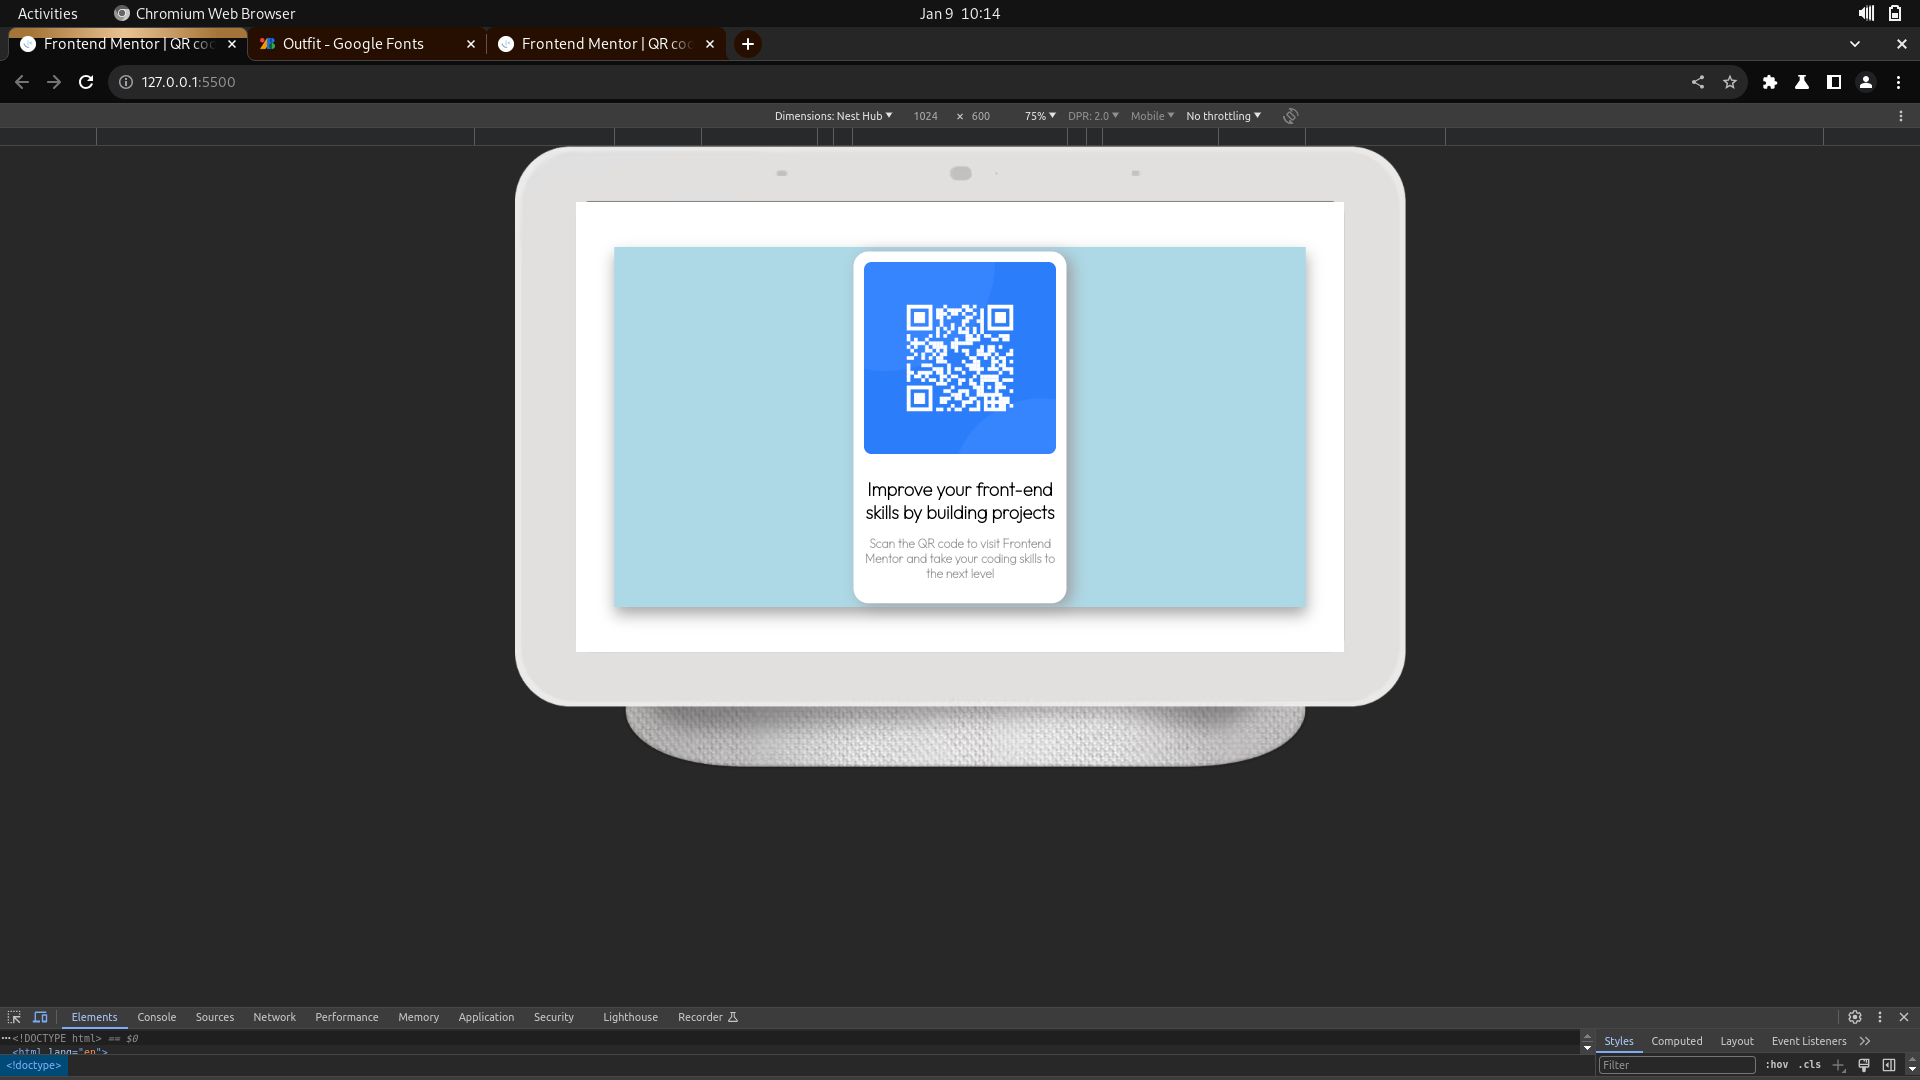 Activities
Chromium Web Browser
Jan 9 10:14
Frontend Mentor | QR co
Outfit - Google Fonts
Frontend Mentor | QR co
127.0.0.1:5500
Dimensions: Nest Hub
1024
×
600
75%
DPR: 2.0
Mobile
No throttling
Improve your front-end
skills by building projects
Scan the QR code to visit Frontend
Mentor and take your coding skills to
the next level
Elements
Console
Sources
Network
Performance
Memory
Application
Security
Lighthouse
Recorder
<!DOCTYPE html> == $0
<html lang="en">
<!doctype>
Styles
Computed
Layout
Event Listeners
Filter
:hov
.cls